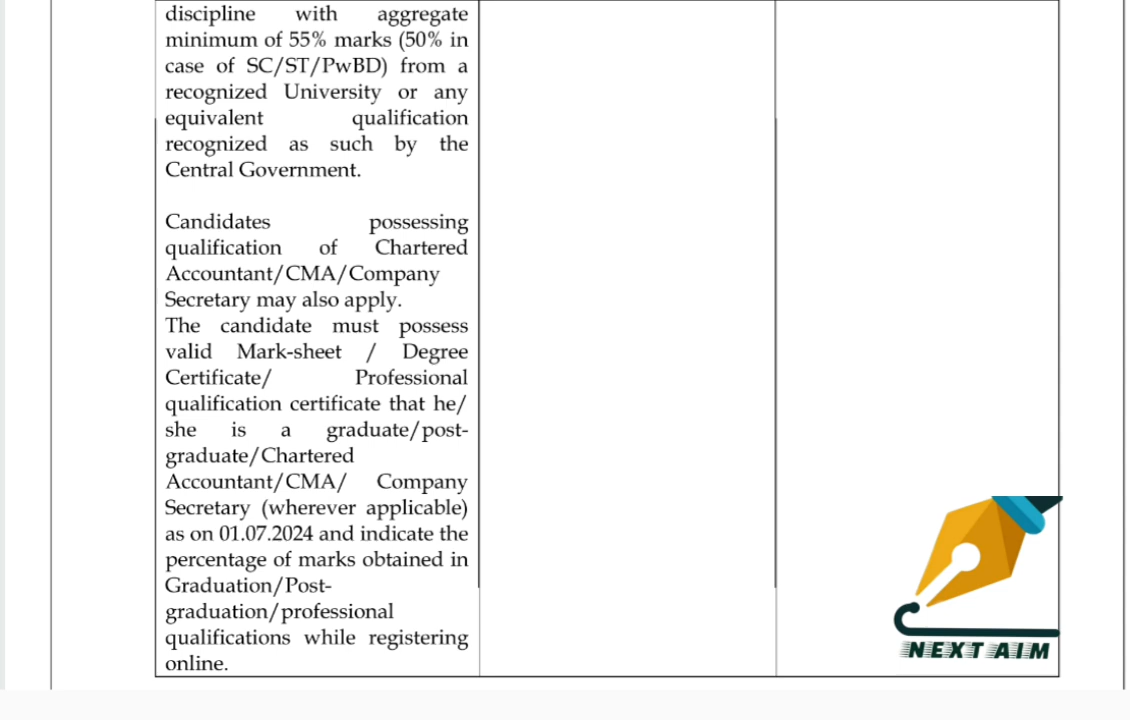 discipline with aggregate
minimum of 55% marks (50% in
case of SC/ST/PwBD) from a
recognized University or any
equivalent qualification
recognized as such by the
Central Government.
Candidates possessing
qualification of Chartered
Accountant/CMA/Company
Secretary may also apply.
The candidate must possess
valid Mark-sheet / Degree
Certificate/ Professional
qualification certificate that he/
she is a graduate/post-
graduate/Chartered
Accountant/CMA/ Company
Secretary (wherever applicable)
as on 01.07.2024 and indicate the
percentage of marks obtained in
Graduation/Post-
graduation/professional
qualifications while registering
online.
NEXT AIM